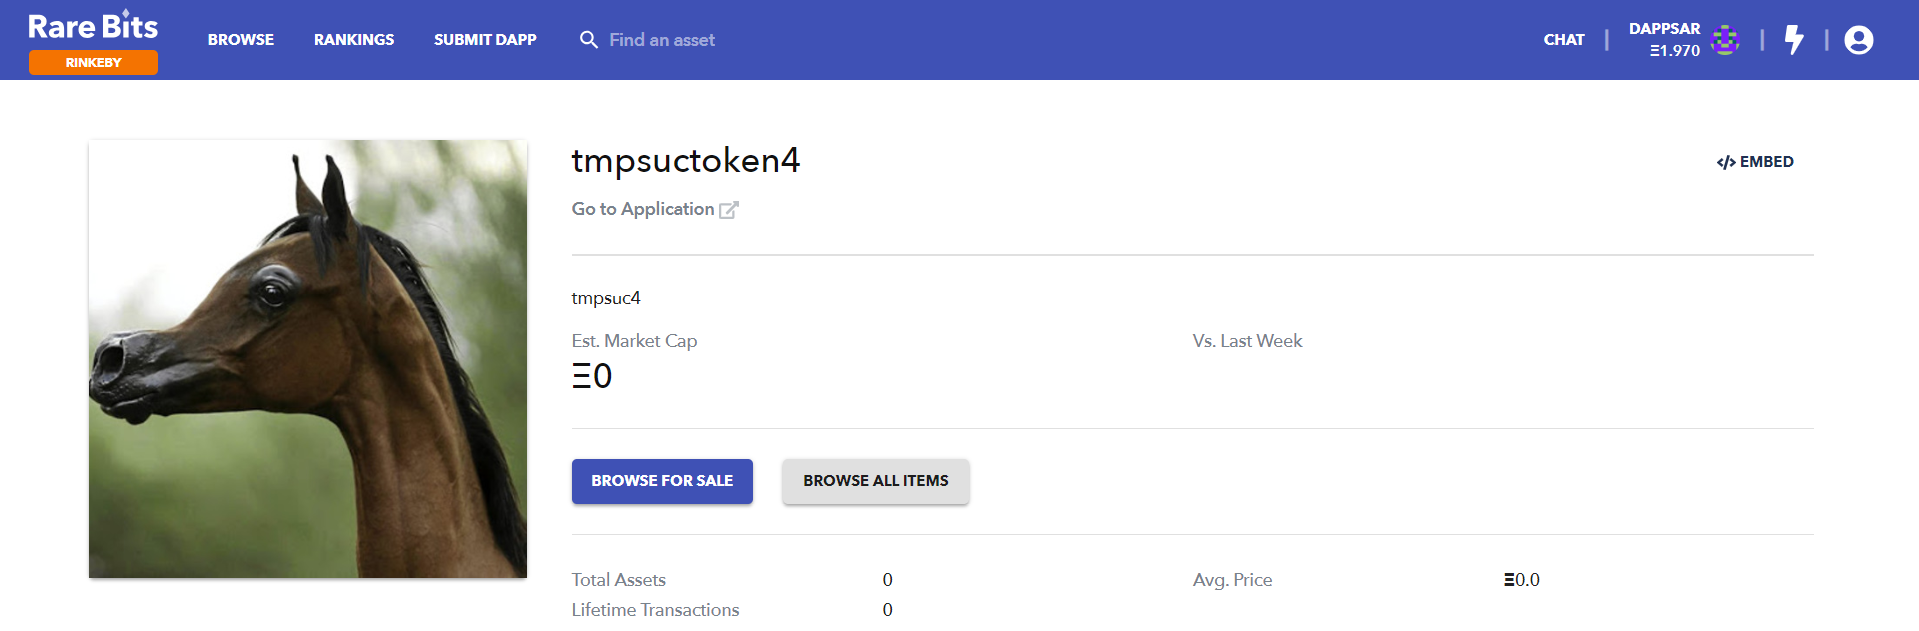 Rare Bits
RINKEBY
BROWSE
RANKINGS
SUBMIT DAPP
Find an asset
CHAT
DAPPSAR
Ξ1.970
tmpsuctoken4
</> EMBED
Go to Application
tmpsuc4
Est. Market Cap
Vs. Last Week
Ξ0
BROWSE FOR SALE
BROWSE ALL ITEMS
Total Assets 0
Avg. Price Ξ0.0
Lifetime Transactions 0